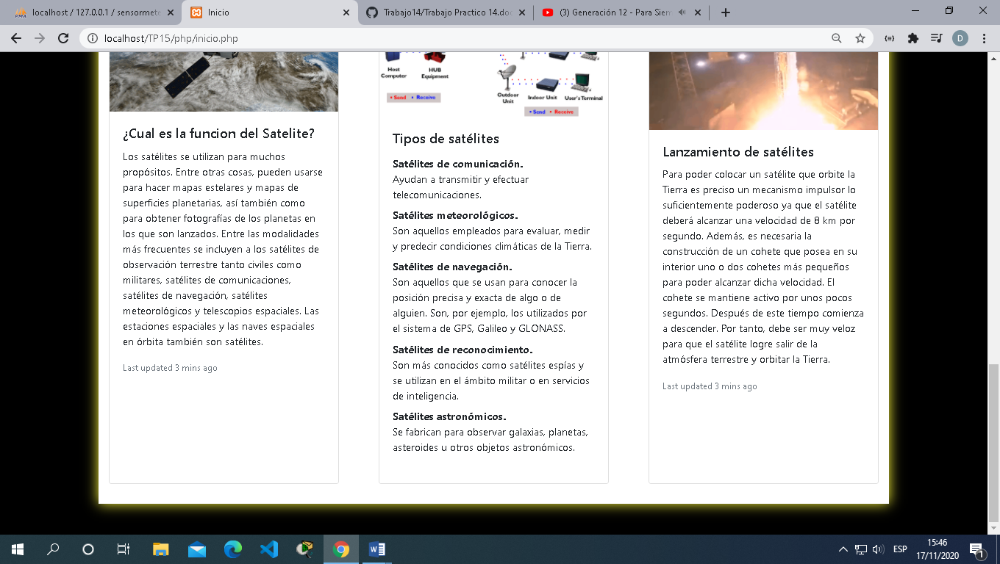 localhost / 127.0.0.1 / sensormete
Inicio
Trabajo14/Trabajo Practico 14.doc
(3) Generación 12 - Para Siem
localhost/TP15/php/inicio.php
D
¿Cual es la funcion del Satelite?
Los satélites se utilizan para muchos
propósitos. Entre otras cosas, pueden usarse
para hacer mapas estelares y mapas de
superficies planetarias, así también como
para obtener fotografías de los planetas en
los que son lanzados. Entre las modalidades
más frecuentes se incluyen a los satélites de
observación terrestre tanto civiles como
militares, satélites de comunicaciones,
satélites de navegación, satélites
meteorológicos y telescopios espaciales. Las
estaciones espaciales y las naves espaciales
en órbita también son satélites.
Last updated 3 mins ago
Host
Computer
HUB
Equipment
Send
Receive
Outdoor
Unit
Indoor Unit
User's Terminal
Send
Receive
Tipos de satélites
Satélites de comunicación.
Ayudan a transmitir y efectuar
telecomunicaciones.
Satélites meteorológicos.
Son aquellos empleados para evaluar, medir
y predecir condiciones climáticas de la Tierra.
Satélites de navegación.
Son aquellos que se usan para conocer la
posición precisa y exacta de algo o de
alguien. Son, por ejemplo, los utilizados por
el sistema de GPS, Galileo y GLONASS.
Satélites de reconocimiento.
Son más conocidos como satélites espías y
se utilizan en el ámbito militar o en servicios
de inteligencia.
Satélites astronómicos.
Se fabrican para observar galaxias, planetas,
asteroides u otros objetos astronómicos.
Lanzamiento de satélites
Para poder colocar un satélite que orbite la
Tierra es preciso un mecanismo impulsor lo
suficientemente poderoso ya que el satélite
deberá alcanzar una velocidad de 8 km por
segundo. Además, es necesaria la
construcción de un cohete que posea en su
interior uno o dos cohetes más pequeños
para poder alcanzar dicha velocidad. El
cohete se mantiene activo por unos pocos
segundos. Después de este tiempo comienza
a descender. Por tanto, debe ser muy veloz
para que el satélite logre salir de la
atmósfera terrestre y orbitar la Tierra.
Last updated 3 mins ago
ESP
15:46
17/11/2020
1